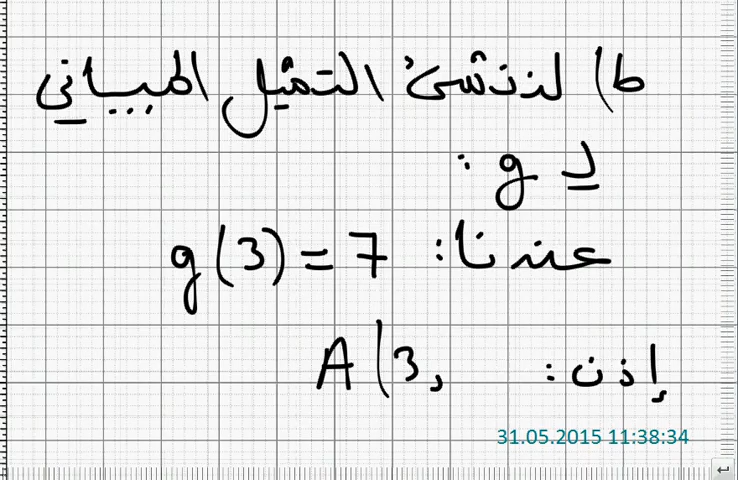 b) لننشئ التمثيل المبياني
لـ g :
عندنا: g(3) = 7
إذن: A(3,
31.05.2015 11:38:34